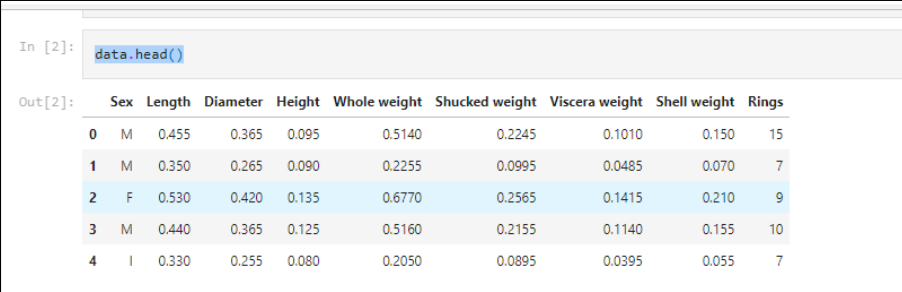 In [2]: data.head()
Out[2]: Sex Length Diameter Height Whole weight Shucked weight Viscera weight Shell weight Rings
0 M 0.455 0.365 0.095 0.5140 0.2245 0.1010 0.150 15
1 M 0.350 0.265 0.090 0.2255 0.0995 0.0485 0.070 7
2 F 0.530 0.420 0.135 0.6770 0.2565 0.1415 0.210 9
3 M 0.440 0.365 0.125 0.5160 0.2155 0.1140 0.155 10
4 I 0.330 0.255 0.080 0.2050 0.0895 0.0395 0.055 7